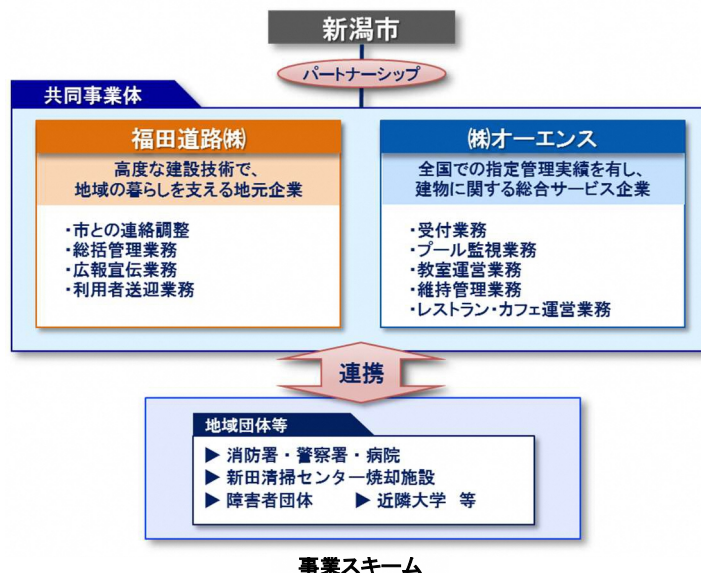 新潟市
パートナーシップ
共同事業体
福田道路㈱
高度な建設技術で、
地域の暮らしを支える地元企業
・市との連絡調整
・総括管理業務
・広報宣伝業務
・利用者送迎業務
㈱オーエンス
全国での指定管理実績を有し、
建物に関する総合サービス企業
・受付業務
・プール監視業務
・教室運営業務
・維持管理業務
・レストラン・カフェ運営業務
連携
地域団体等
▶ 消防署・警察署・病院
▶ 新田清掃センター焼却施設
▶ 障害者団体 ▶ 近隣大学 等
事業スキーム